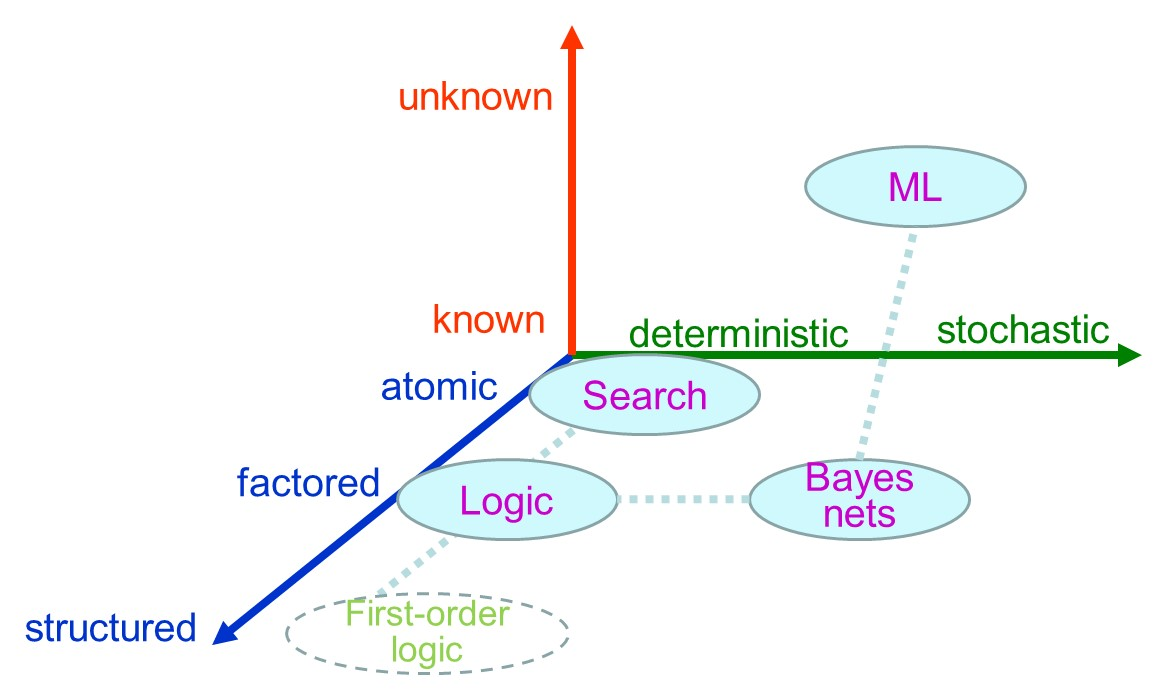 unknown
ML
known
deterministic
stochastic
atomic
Search
factored
Logic
Bayes
nets
structured
First-order
logic